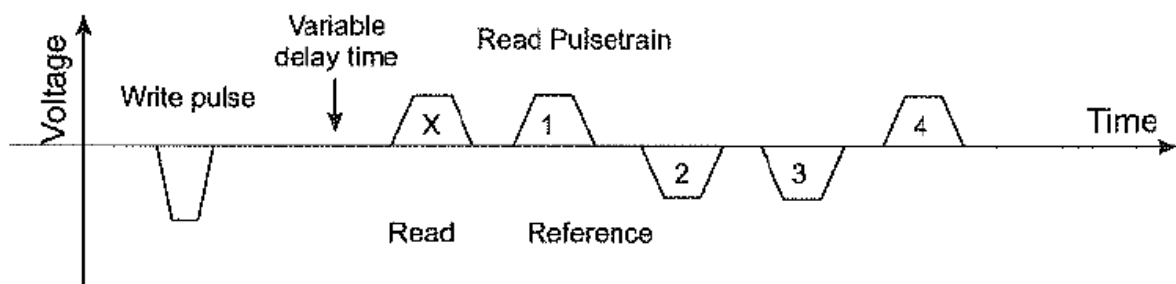 Variable
delay time
Read Pulsetrain
Write pulse
Voltage
X
1
2
3
4
Time
Read
Reference